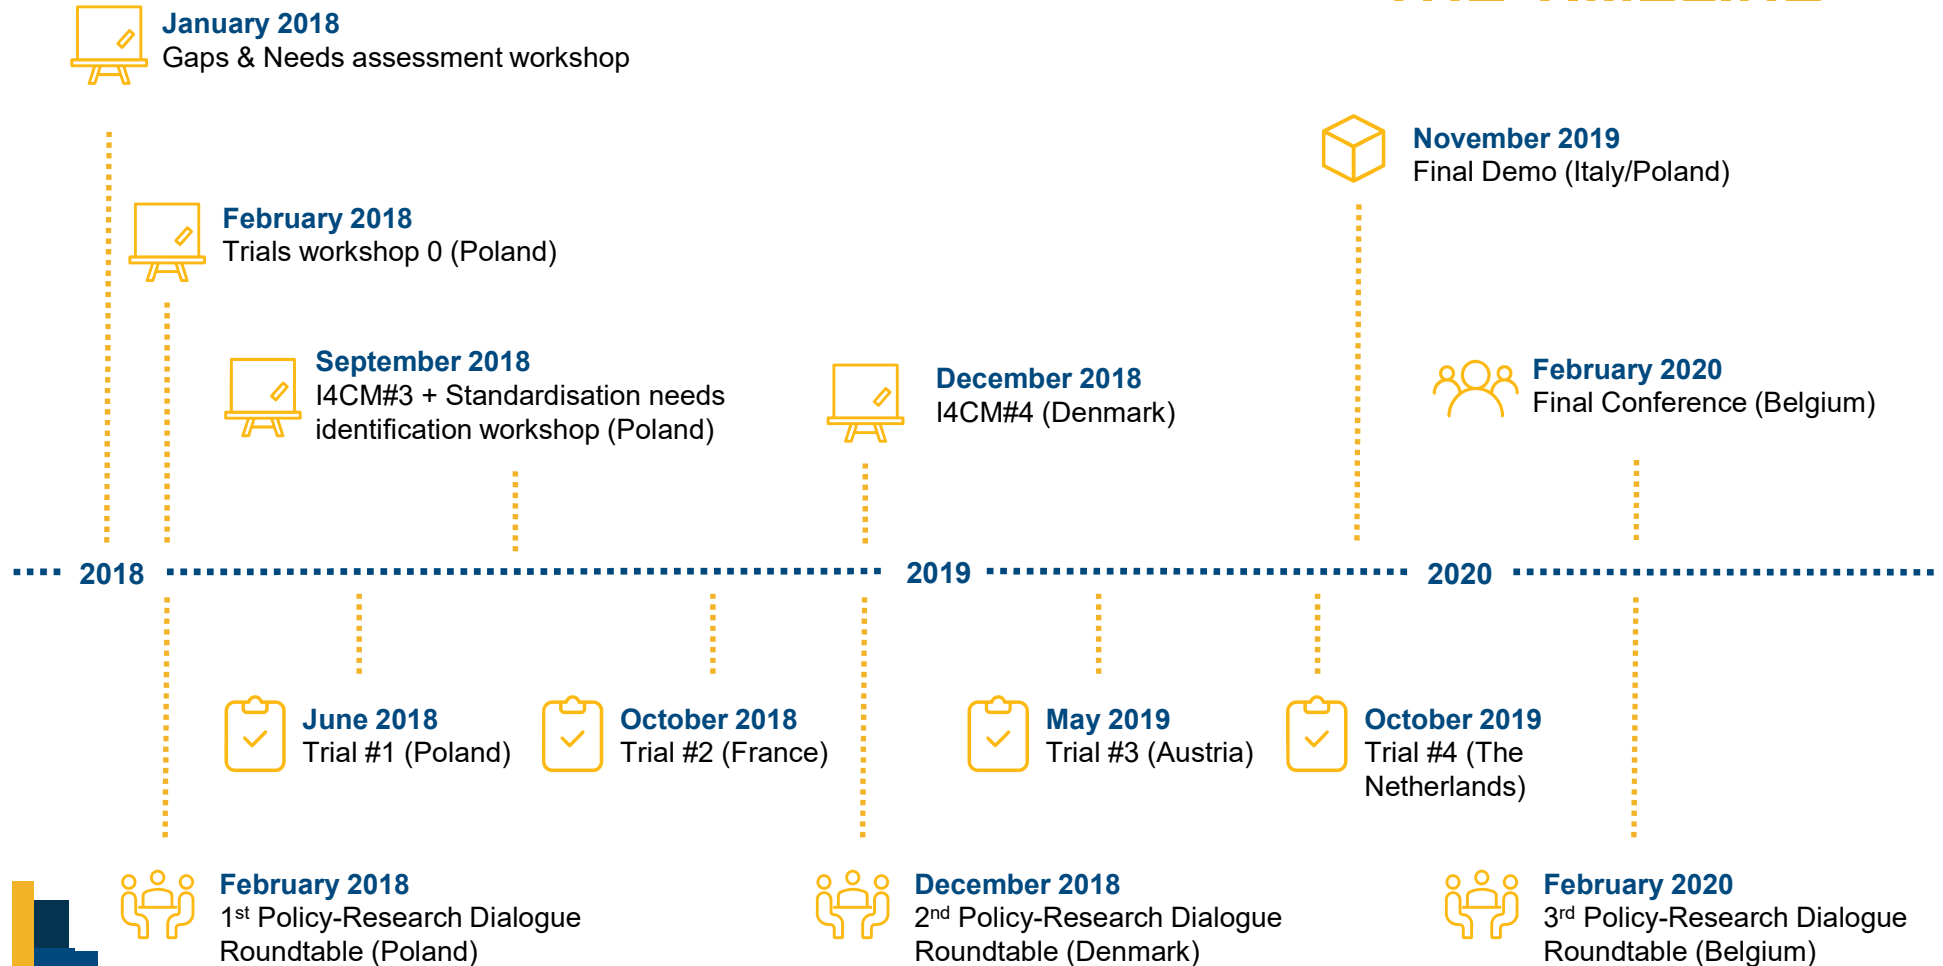 THE TIMELINE
January 2018
Gaps & Needs assessment workshop
November 2019
Final Demo (Italy/Poland)
February 2018
Trials workshop 0 (Poland)
September 2018
I4CM#3 + Standardisation needs
identification workshop (Poland)
December 2018
I4CM#4 (Denmark)
February 2020
Final Conference (Belgium)
2018
2019
2020
June 2018
Trial #1 (Poland)
October 2018
Trial #2 (France)
May 2019
Trial #3 (Austria)
October 2019
Trial #4 (The
Netherlands)
February 2018
1st Policy-Research Dialogue
Roundtable (Poland)
December 2018
2nd Policy-Research Dialogue
Roundtable (Denmark)
February 2020
3rd Policy-Research Dialogue
Roundtable (Belgium)